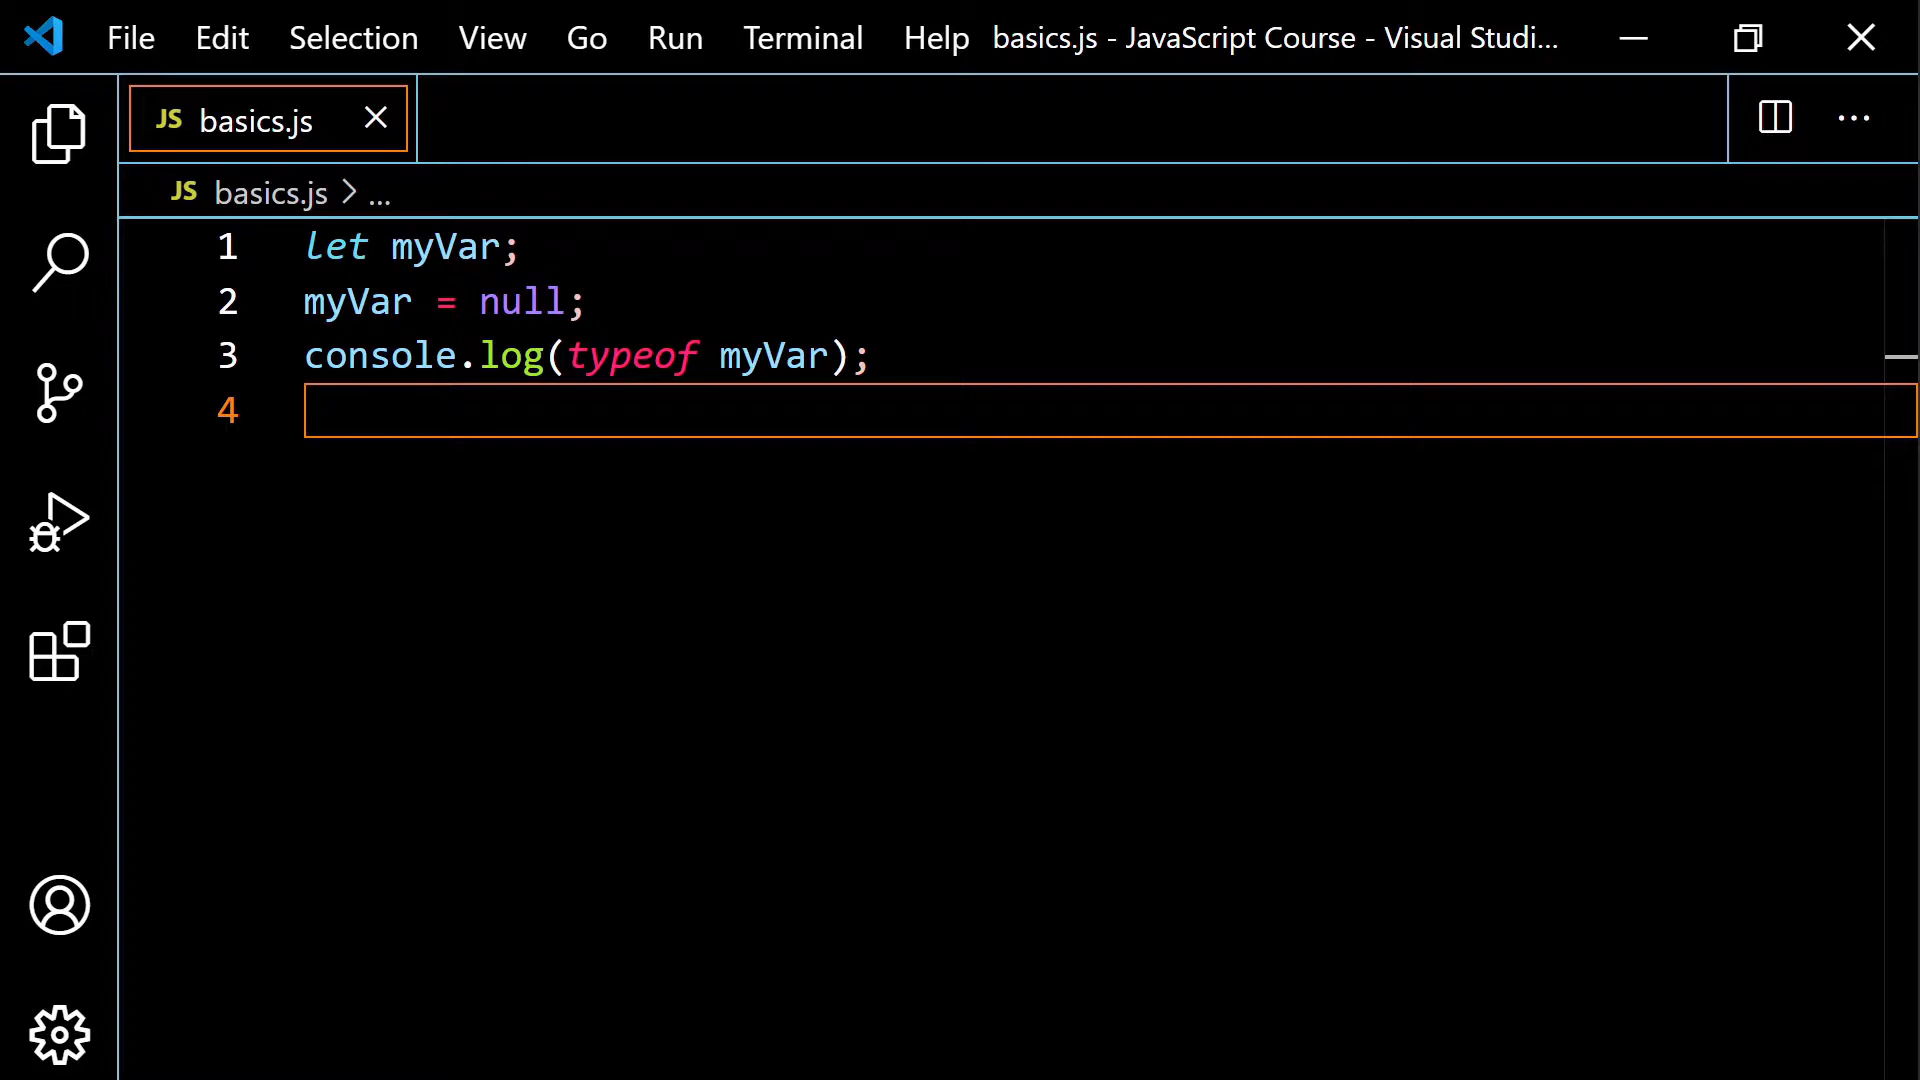 File Edit Selection View Go Run Terminal Help basics.js - JavaScript Course - Visual Studi...
JS basics.js
JS basics.js > ...
1 let myVar;
2 myVar = null;
3 console.log(typeof myVar);
4